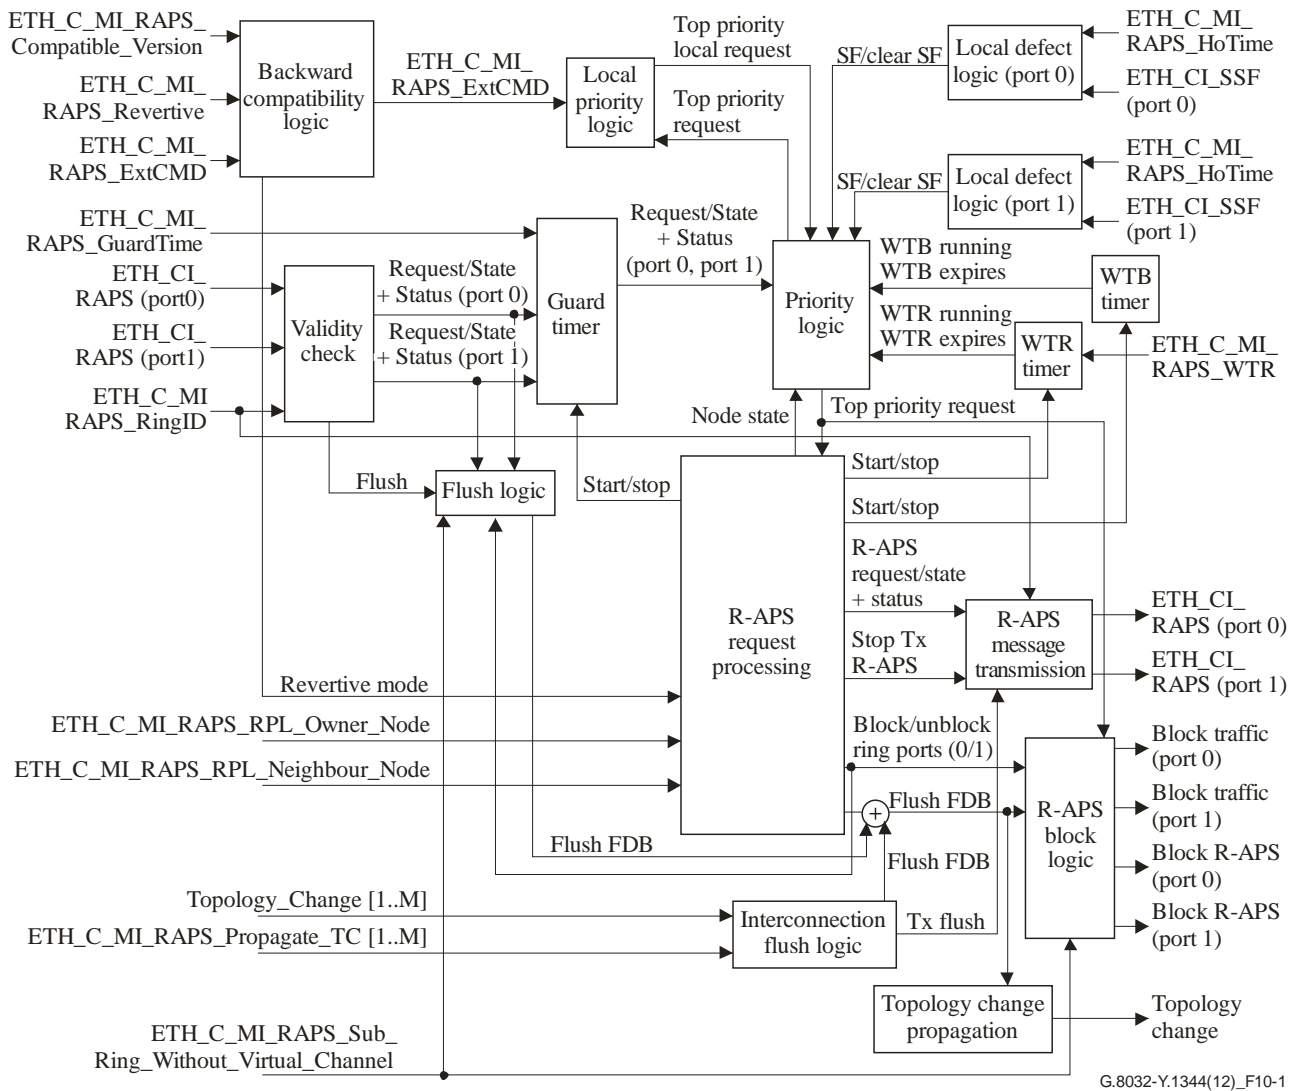 ETH_C_MI_RAPS_
Compatible_Version
ETH_C_MI_
RAPS_Revertive
ETH_C_MI_
RAPS_ExtCMD
Backward
compatibility
logic
ETH_C_MI_
RAPS_ExtCMD
Local
priority
logic
Top priority
local request
Top priority
request
SF/clear SF
Local defect
logic (port 0)
ETH_C_MI_
RAPS_HoTime
ETH_CI_SSF
(port 0)
SF/clear SF
Local defect
logic (port 1)
ETH_C_MI_
RAPS_HoTime
ETH_CI_SSF
(port 1)
ETH_C_MI_
RAPS_GuardTime
ETH_CI_
RAPS (port0)
ETH_CI_
RAPS (port1)
ETH_C_MI
RAPS_RingID
Validity
check
Request/State
+ Status (port 0)
Request/State
+ Status (port 1)
Guard
timer
Request/State
+ Status
(port 0, port 1)
Priority
logic
WTB running
WTB expires
WTR running
WTR expires
WTB
timer
WTR
timer
ETH_C_MI_
RAPS_WTR
Node state
Top priority request
Flush
Flush logic
Start/stop
Start/stop
Start/stop
R-APS
request/state
+ status
Stop Tx
R-APS
R-APS
request
processing
R-APS
message
transmission
ETH_CI_
RAPS (port 0)
ETH_CI_
RAPS (port 1)
Revertive mode
ETH_C_MI_RAPS_RPL_Owner_Node
ETH_C_MI_RAPS_RPL_Neighbour_Node
Block/unblock
ring ports (0/1)
+
Flush FDB
Flush FDB
Flush FDB
R-APS
block
logic
Block traffic
(port 0)
Block traffic
(port 1)
Block R-APS
(port 0)
Block R-APS
(port 1)
Topology_Change [1..M]
ETH_C_MI_RAPS_Propagate_TC [1..M]
Interconnection
flush logic
Tx flush
Topology change
propagation
Topology
change
ETH_C_MI_RAPS_Sub_
Ring_Without_Virtual_Channel
G.8032-Y.1344(12)_F10-1